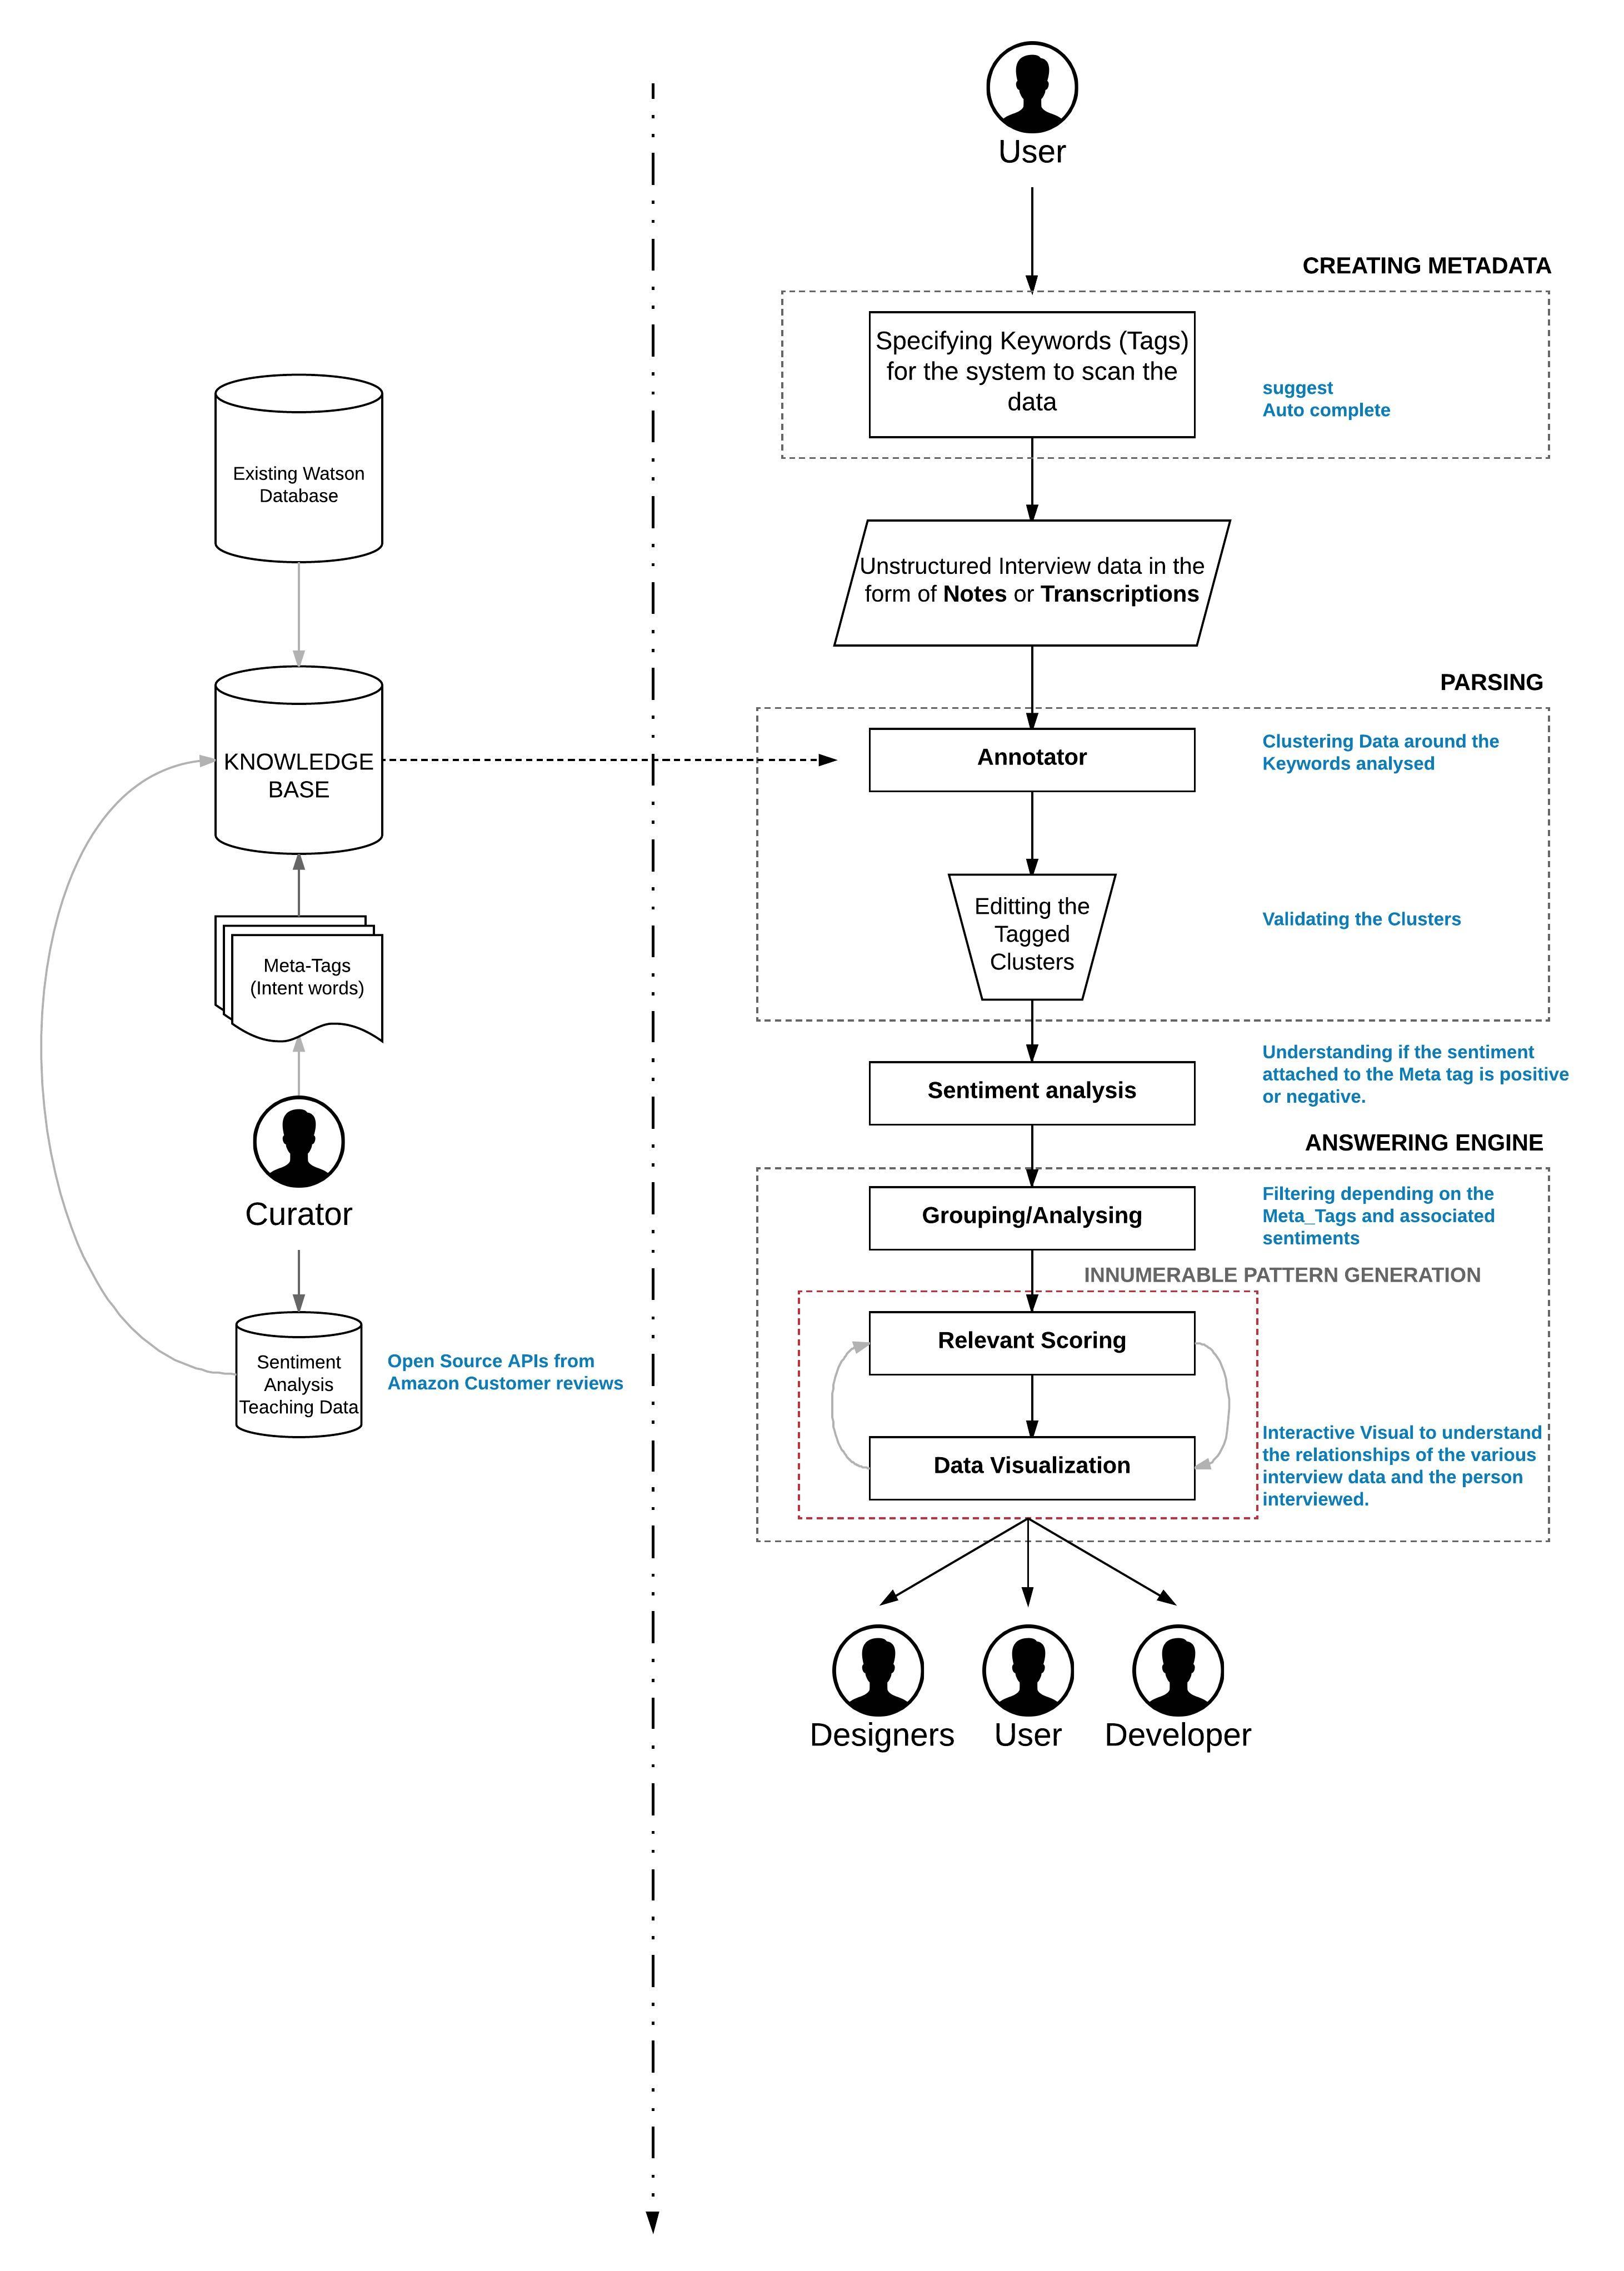 User
CREATING METADATA
Specifying Keywords (Tags)
for the system to scan the
data
suggest
Auto complete
Existing Watson
Database
Unstructured Interview data in the
form of Notes or Transcriptions
PARSING
KNOWLEDGE
BASE
Annotator
Clustering Data around the
Keywords analysed
Editting the
Tagged
Clusters
Validating the Clusters
Meta-Tags
(Intent words)
Sentiment analysis
Understanding if the sentiment
attached to the Meta tag is positive
or negative.
ANSWERING ENGINE
Curator
Grouping/Analysing
Filtering depending on the
Meta_Tags and associated
sentiments
INNUMERABLE PATTERN GENERATION
Sentiment
Analysis
Teaching Data
Open Source APIs from
Amazon Customer reviews
Relevant Scoring
Data Visualization
Interactive Visual to understand
the relationships of the various
interview data and the person
interviewed.
Designers
User
Developer